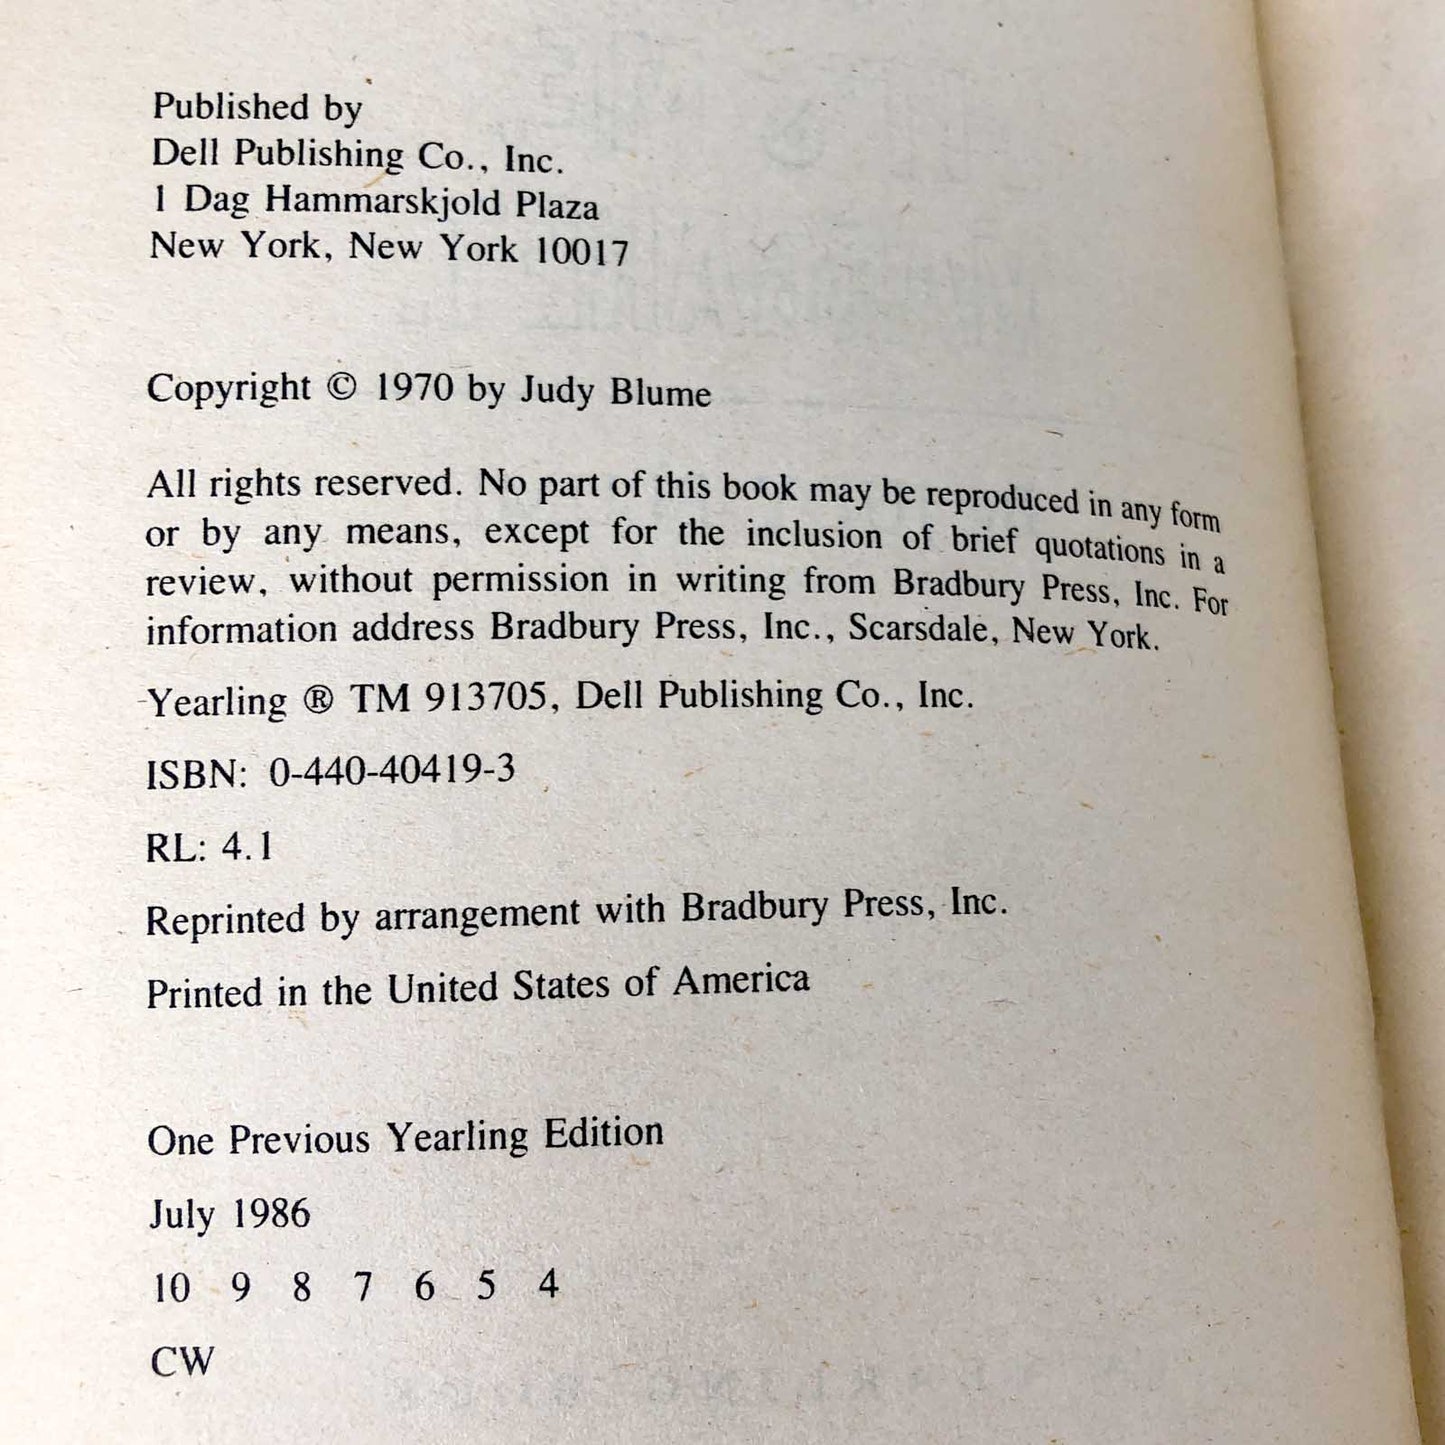 Published by
Dell Publishing Co., Inc.
1 Dag Hammarskjold Plaza
New York, New York 10017
Copyright © 1970 by Judy Blume
All rights reserved. No part of this book may be reproduced in any form
or by any means, except for the inclusion of brief quotations in a
review, without permission in writing from Bradbury Press, Inc. For
information address Bradbury Press, Inc., Scarsdale, New York.
Yearling ® TM 913705, Dell Publishing Co., Inc.
ISBN: 0-440-40419-3
RL: 4.1
Reprinted by arrangement with Bradbury Press, Inc.
Printed in the United States of America
One Previous Yearling Edition
July 1986
10 9 8 7 6 5 4
CW